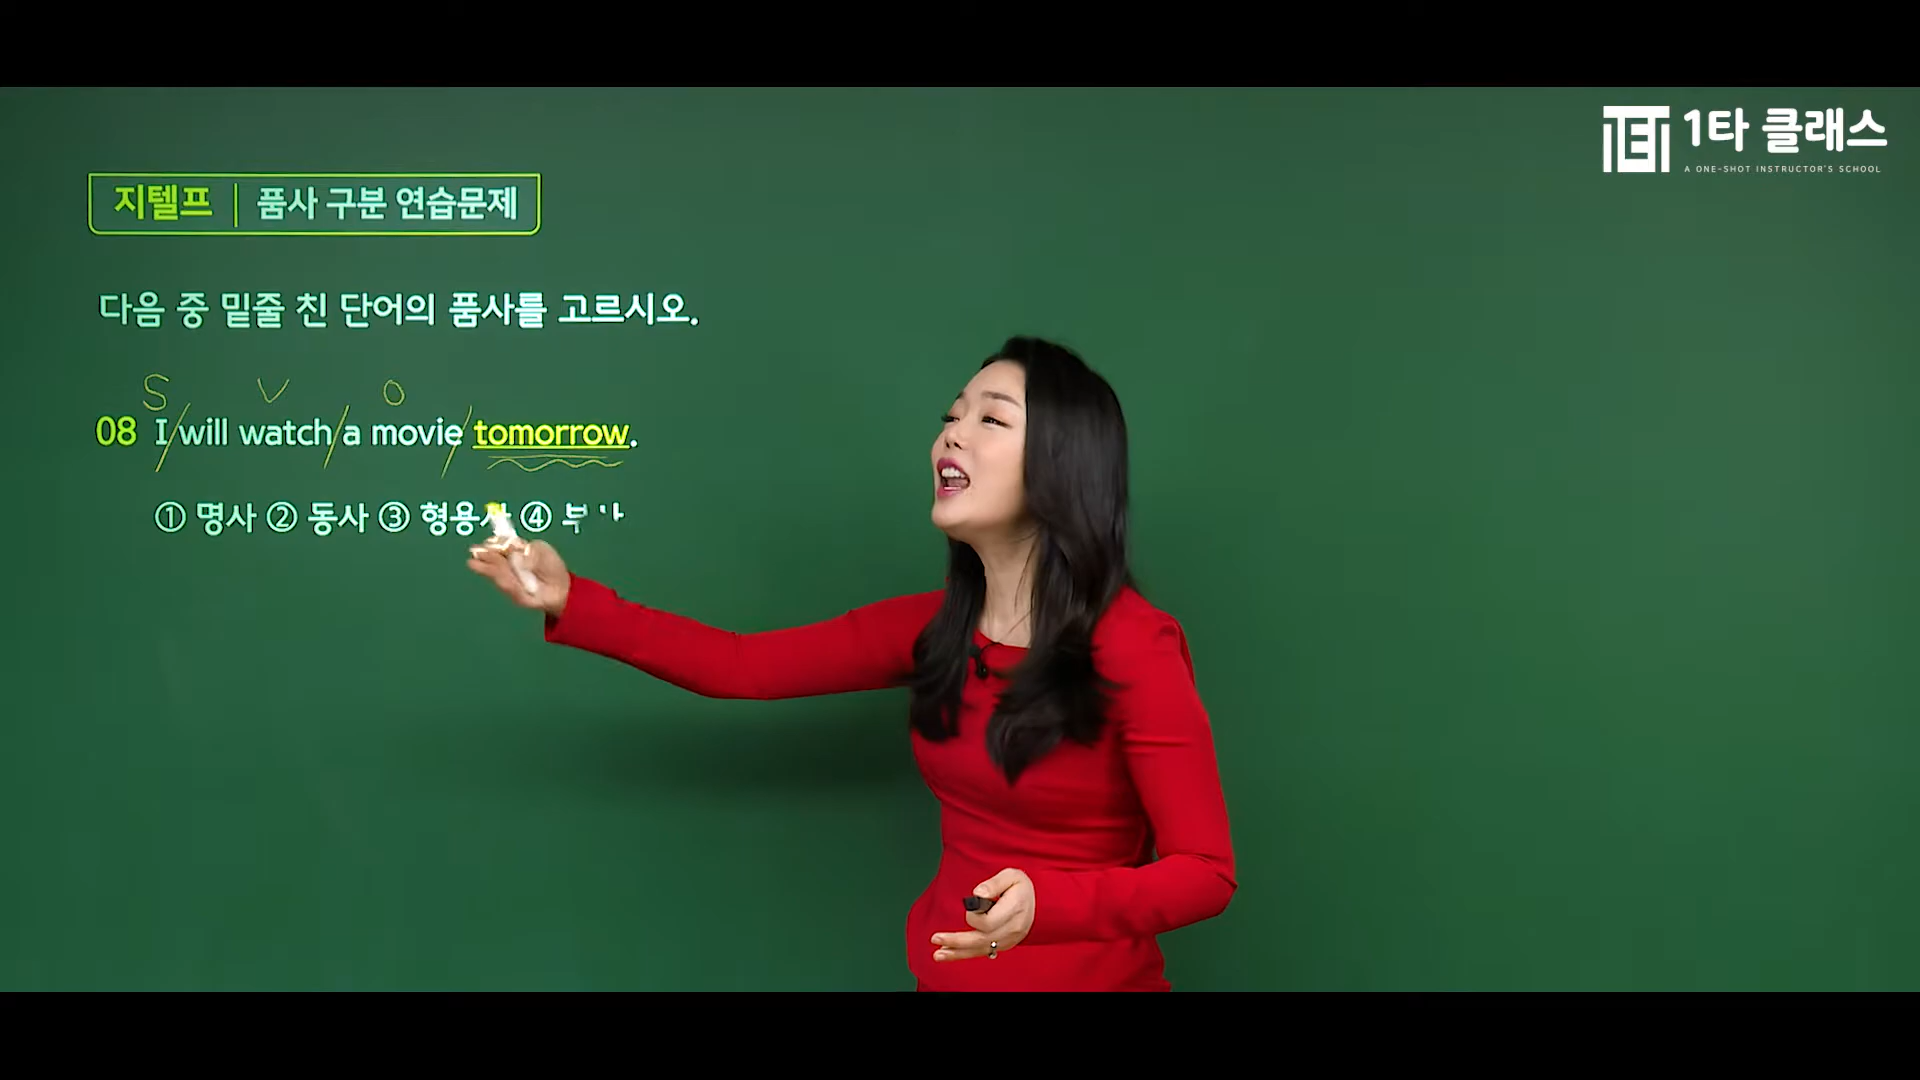 1타 클래스
A ONE-SHOT INSTRUCTOR'S SCHOOL
지텔프 | 품사 구분 연습문제
다음 중 밑줄 친 단어의 품사를 고르시오.
S V O
08 I / will watch / a movie / tomorrow.
① 명사 ② 동사 ③ 형용사 ④